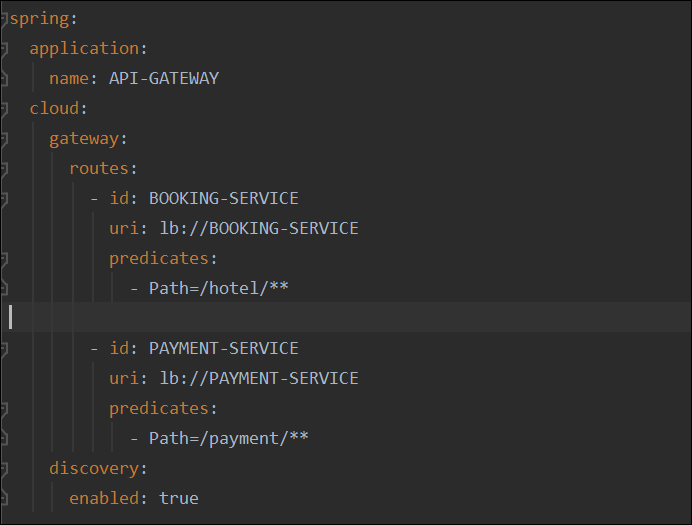 spring:
  application:
    name: API-GATEWAY
  cloud:
    gateway:
      routes:
        - id: BOOKING-SERVICE
          uri: lb://BOOKING-SERVICE
          predicates:
            - Path=/hotel/**

        - id: PAYMENT-SERVICE
          uri: lb://PAYMENT-SERVICE
          predicates:
            - Path=/payment/**
    discovery:
      enabled: true